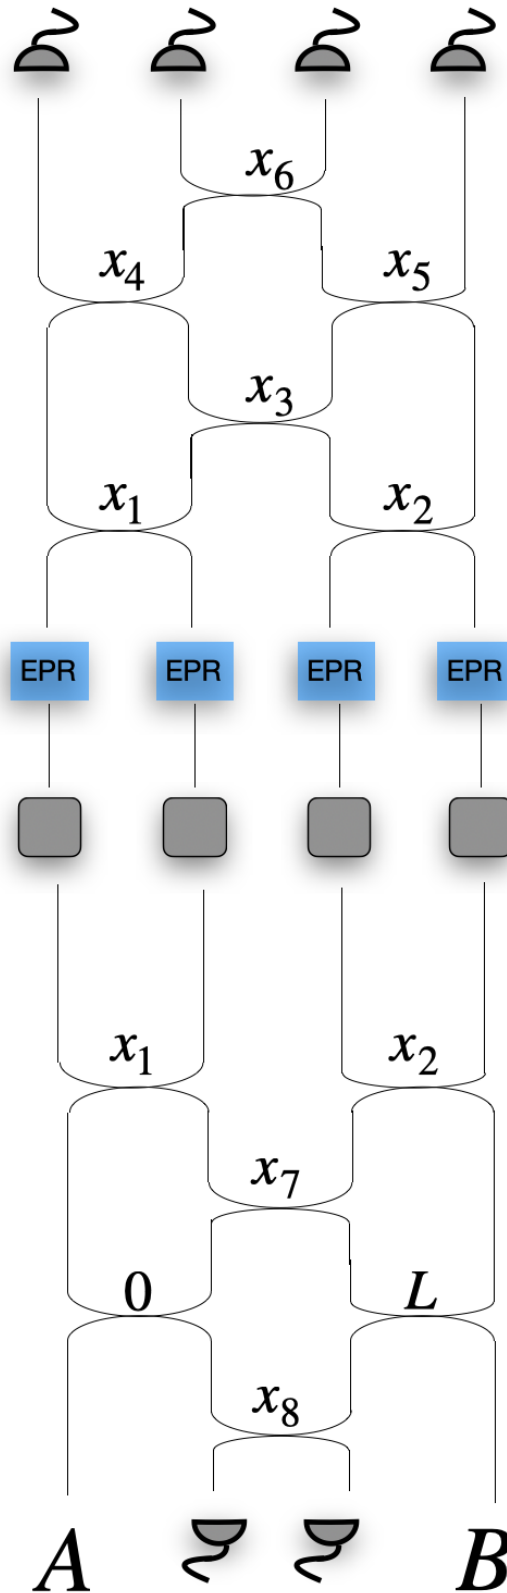 x₆
x₄ x₅
x₃
x₁ x₂
EPR EPR EPR EPR
x₁ x₂
x₇
0 L
x₈
A B